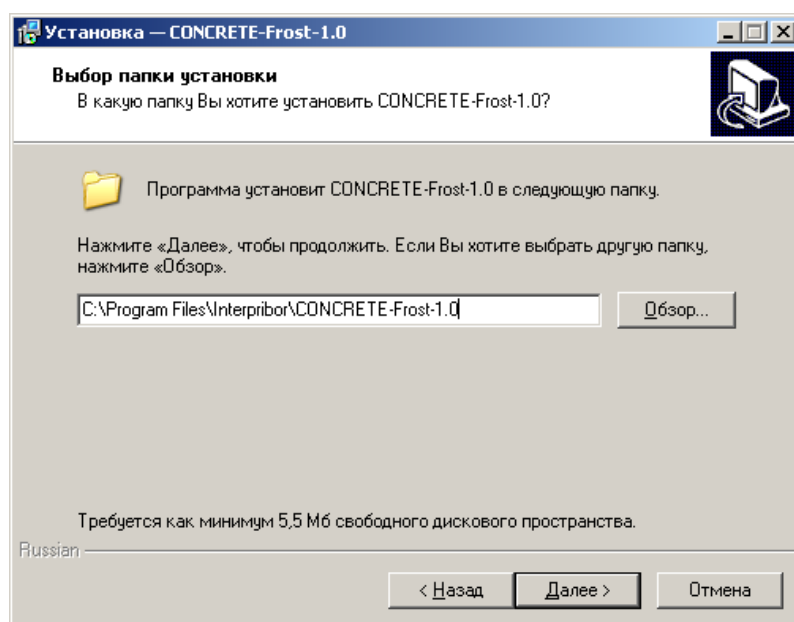 Установка — CONCRETE-Frost-1.0
Выбор папки установки
В какую папку Вы хотите установить CONCRETE-Frost-1.0?
Программа установит CONCRETE-Frost-1.0 в следующую папку.
Нажмите «Далее», чтобы продолжить. Если Вы хотите выбрать другую папку,
нажмите «Обзор».
C:\Program Files\Interpribor\CONCRETE-Frost-1.0
Обзор...
Требуется как минимум 5,5 Мб свободного дискового пространства.
Russian
< Назад Далее > Отмена